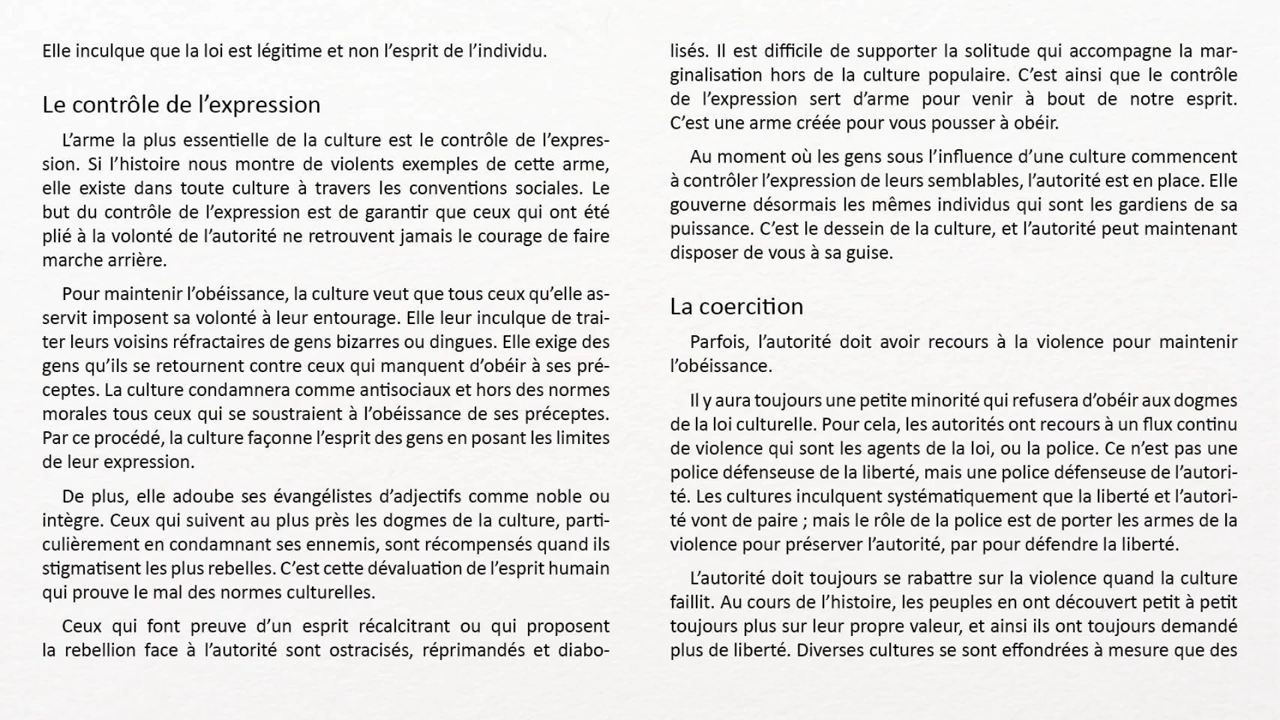 Elle inculque que la loi est légitime et non l’esprit de l’individu.
Le contrôle de l’expression
L’arme la plus essentielle de la culture est le contrôle de l’expres-
sion. Si l’histoire nous montre de violents exemples de cette arme,
elle existe dans toute culture à travers les conventions sociales. Le
but du contrôle de l’expression est de garantir que ceux qui ont été
plié à la volonté de l’autorité ne retrouvent jamais le courage de faire
marche arrière.
Pour maintenir l’obéissance, la culture veut que tous ceux qu’elle as-
servit imposent sa volonté à leur entourage. Elle leur inculque de trai-
ter leurs voisins réfractaires de gens bizarres ou dingues. Elle exige des
gens qu’ils se retournent contre ceux qui manquent d’obéir à ses pré-
ceptes. La culture condamnera comme antisociaux et hors des normes
morales tous ceux qui se soustraient à l’obéissance de ses préceptes.
Par ce procédé, la culture façonne l’esprit des gens en posant les limites
de leur expression.
De plus, elle adoube ses évangélistes d’adjectifs comme noble ou
intègre. Ceux qui suivent au plus près les dogmes de la culture, parti-
culièrement en condamnant ses ennemis, sont récompensés quand ils
stigmatisent les plus rebelles. C’est cette dévaluation de l’esprit humain
qui prouve le mal des normes culturelles.
Ceux qui font preuve d’un esprit récalcitrant ou qui proposent
la rebellion face à l’autorité sont ostracisés, réprimandés et diabo-
lisés. Il est difficile de supporter la solitude qui accompagne la mar-
ginalisation hors de la culture populaire. C’est ainsi que le contrôle
de l’expression sert d’arme pour venir à bout de notre esprit.
C’est une arme créée pour vous pousser à obéir.
Au moment où les gens sous l’influence d’une culture commencent
à contrôler l’expression de leurs semblables, l’autorité est en place. Elle
gouverne désormais les mêmes individus qui sont les gardiens de sa
puissance. C’est le dessein de la culture, et l’autorité peut maintenant
disposer de vous à sa guise.
La coercition
Parfois, l’autorité doit avoir recours à la violence pour maintenir
l’obéissance.
Il y aura toujours une petite minorité qui refusera d’obéir aux dogmes
de la loi culturelle. Pour cela, les autorités ont recours à un flux continu
de violence qui sont les agents de la loi, ou la police. Ce n’est pas une
police défenseuse de la liberté, mais une police défenseuse de l’autori-
té. Les cultures inculquent systématiquement que la liberté et l’autori-
té vont de paire ; mais le rôle de la police est de porter les armes de la
violence pour préserver l’autorité, par pour défendre la liberté.
L’autorité doit toujours se rabattre sur la violence quand la culture
faillit. Au cours de l’histoire, les peuples en ont découvert petit à petit
toujours plus sur leur propre valeur, et ainsi ils ont toujours demandé
plus de liberté. Diverses cultures se sont effondrées à mesure que des